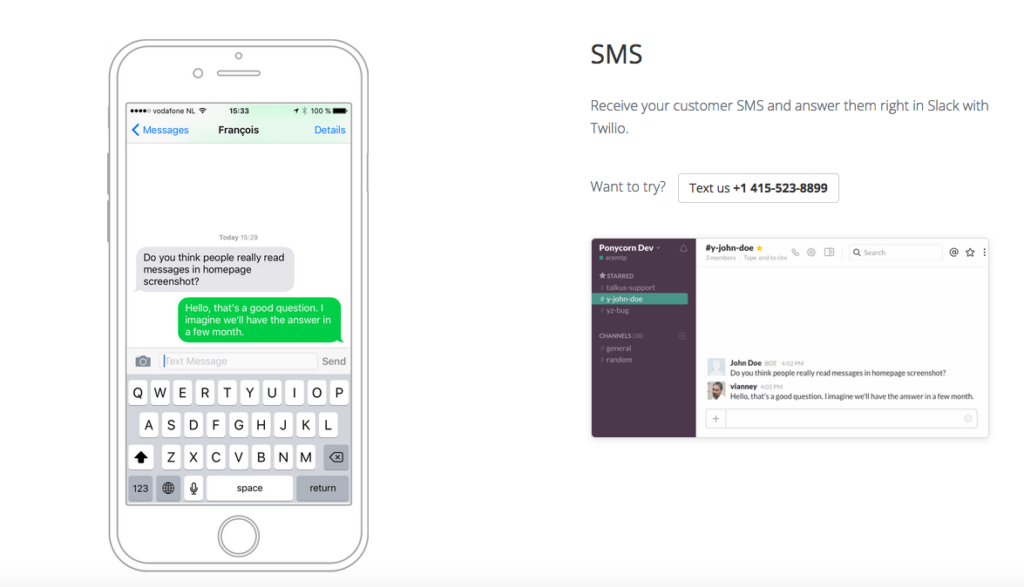 vodafone NL 15:33 100 %
Messages François Details
Today 15:29
Do you think people really read
messages in homepage
screenshot?
Hello, that's a good question. I
imagine we'll have the answer in
a few month.
Text Message Send
Q W E R T Y U I O P
A S D F G H J K L
Z X C V B N M
123 space return
SMS
Receive your customer SMS and answer them right in Slack with
Twilio.
Want to try? Text us +1 415-523-8899
Ponycorn Dev
acemtp
STARRED
# talkus-support
# y-john-doe
# yz-bug
CHANNELS (38)
# general
# random
#y-john-doe
3 members Type: end to clos
Search
John Doe BOT 4:02 PM
Do you think people really read messages in homepage screenshot?
vianney 4:02 PM
Hello, that's a good question. I imagine we'll have the answer in a few month.